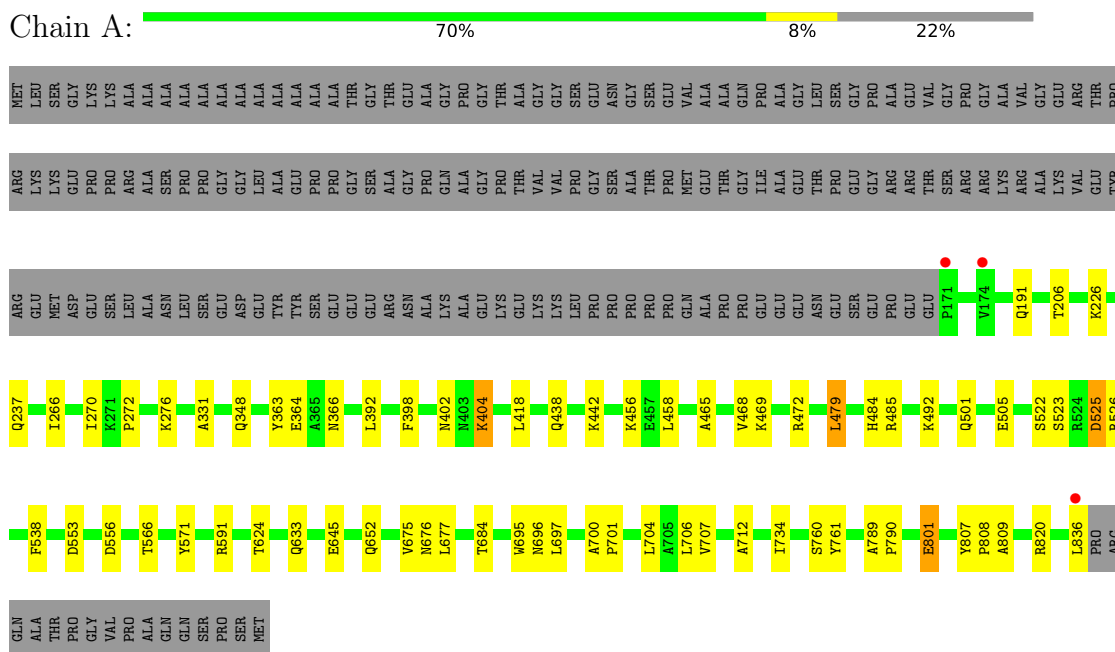 Chain A:
70% 8% 22%
MET LEU SER GLY LYS LYS ALA ALA ALA ALA ALA ALA ALA ALA ALA ALA ALA ALA THR GLY THR GLU ALA GLY PRO GLY THR ALA GLY GLY SER GLU ASN GLY SER GLU VAL ALA ALA GLN PRO ALA GLY LEU SER GLY PRO ALA GLU VAL GLY PRO GLY ALA VAL GLY GLU ARG THR PRO
ARG LYS LYS GLU PRO PRO ARG ALA SER PRO PRO GLY GLY LEU ALA GLU PRO PRO GLY SER ALA GLY PRO GLN ALA GLY PRO THR VAL VAL PRO GLY SER ALA THR PRO MET GLU THR GLY ILE ALA GLU THR PRO GLU GLY ARG ARG THR SER ARG ARG LYS ARG ALA LYS VAL GLU TYR
ARG GLU MET ASP GLU SER LEU ALA ASN LEU SER GLU ASP GLU TYR TYR SER GLU GLU GLU ARG ASN ALA LYS ALA GLU LYS GLU LYS LYS LEU PRO PRO PRO PRO PRO GLN ALA PRO PRO GLU GLU GLU ASN GLU SER GLU PRO GLU GLU P171 V174 Q191 T206 K226
Q237 I266 I270 K271 P272 K276 A331 Q348 Y363 E364 A365 N366 L392 F398 N402 N403 K404 L418 Q438 K442 K456 E457 L458 A465 V468 K469 R472 L479 H484 R485 K492 Q501 E505 S522 S523 R524 D525 R526
F538 D553 D556 T566 Y571 R591 T624 Q633 E645 Q652 V675 N676 L677 T684 W695 N696 L697 A700 P701 L704 A705 L706 V707 A712 I734 S760 Y761 A789 P790 E801 Y807 P808 A809 R820 L836 PRO ARG
GLN ALA THR PRO GLY VAL PRO ALA GLN GLN SER PRO SER MET